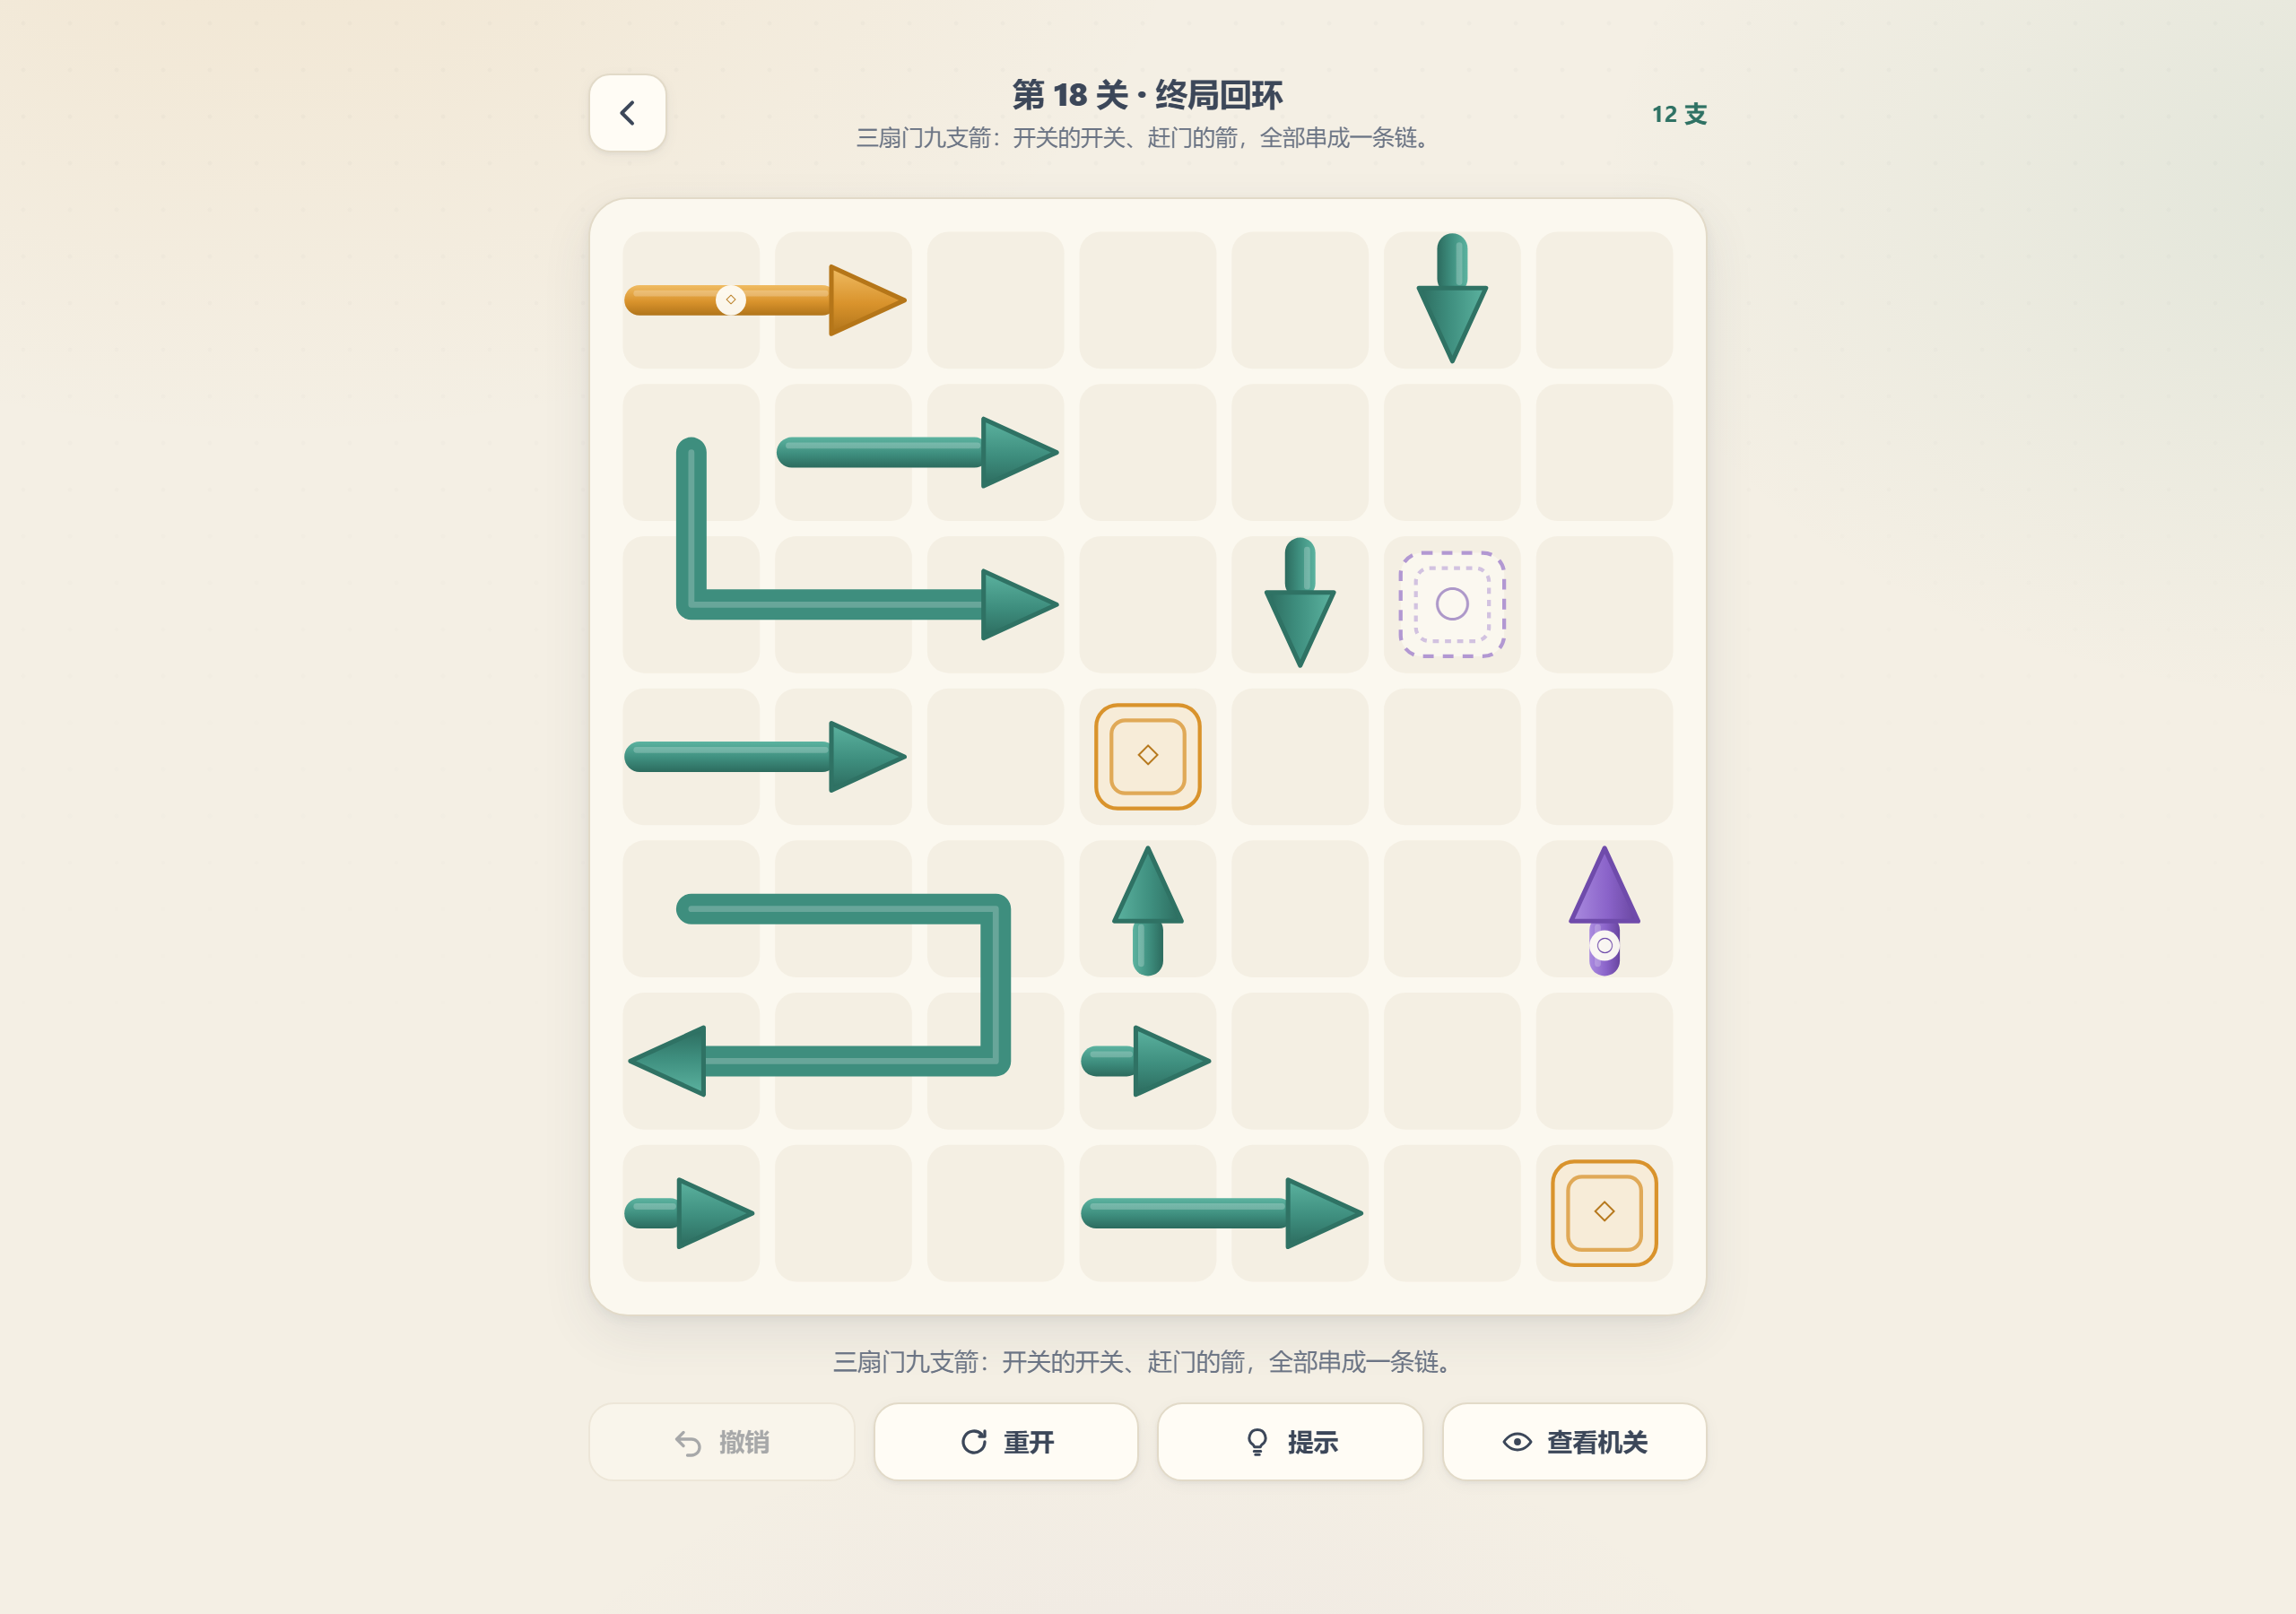 第 18 关 · 终局回环
三扇门九支箭：开关的开关、赶门的箭，全部串成一条链。
12 支
三扇门九支箭：开关的开关、赶门的箭，全部串成一条链。
撤销
重开
提示
查看机关